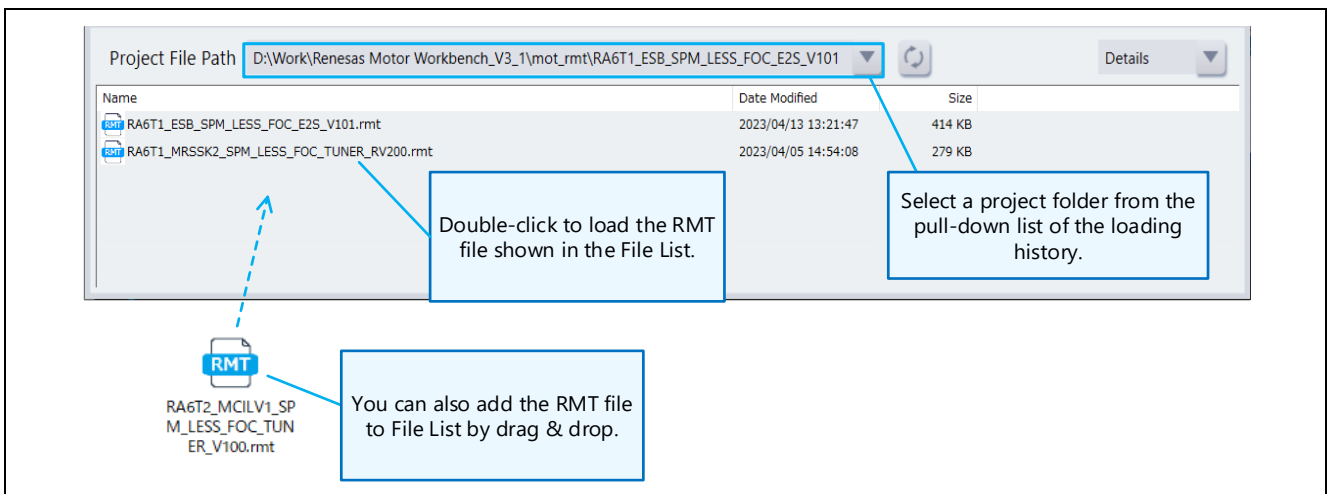 Project File Path D:\Work\Renesas Motor Workbench_V3_1\mot_rmt\RA6T1_ESB_SPM_LESS_FOC_E2S_V101 Details
Name Date Modified Size
RMT RA6T1_ESB_SPM_LESS_FOC_E2S_V101.rmt 2023/04/13 13:21:47 414 KB
RMT RA6T1_MRSSK2_SPM_LESS_FOC_TUNER_RV200.rmt 2023/04/05 14:54:08 279 KB
Double-click to load the RMT
file shown in the File List.
Select a project folder from the
pull-down list of the loading
history.
RMT
RA6T2_MCILV1_SP
M_LESS_FOC_TUN
ER_V100.rmt
You can also add the RMT file
to File List by drag & drop.